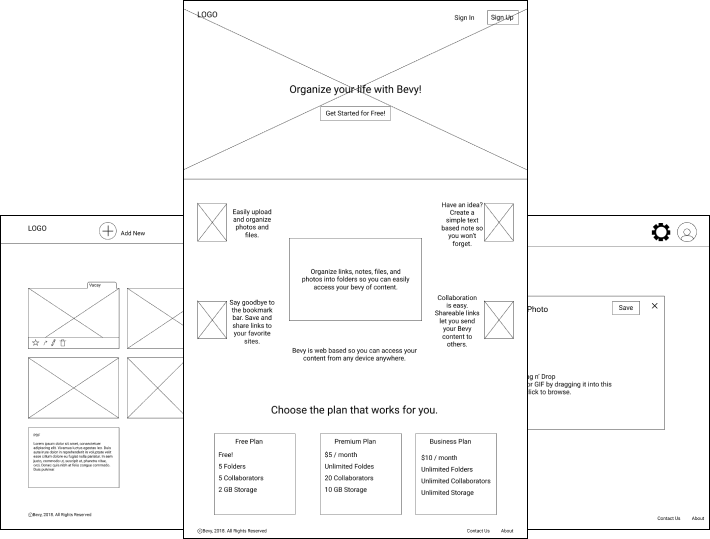 LOGO
Sign In
Sign Up
Organize your life with Bevy!
Get Started for Free!
Easily upload
and organize
photos and
files.
Have an idea?
Create a
simple text
based note so
you won't
forget.
Organize links, notes, files, and
photos into folders so you can easily
access your bevy of content.
Say goodbye to
the bookmark
bar. Save and
share links to
your favorite
sites.
Collaboration
is easy.
Shareable links
let you send
your Bevy
content to
others.
Bevy is web based so you can access your
content from any device anywhere.
Choose the plan that works for you.
Free Plan
Free!
5 Folders
5 Collaborators
2 GB Storage
Premium Plan
$5 / month
Unlimited Foldes
20 Collaborators
10 GB Storage
Business Plan
$10 / month
Unlimited Folders
Unlimited Collaborators
Unlimited Storage
©Bevy, 2018. All Rights Reserved
Contact Us
About
LOGO
Add New
Lorem ipsum dolor sit amet, consectetuer
adipiscing elit. Vivamus luctus egestas leo. Duis
©Bevy, 2018. All Rights Reserved
Photo
Save
ng n' Drop
or GIF by dragging it into this
lick to browse.
Contact Us
About